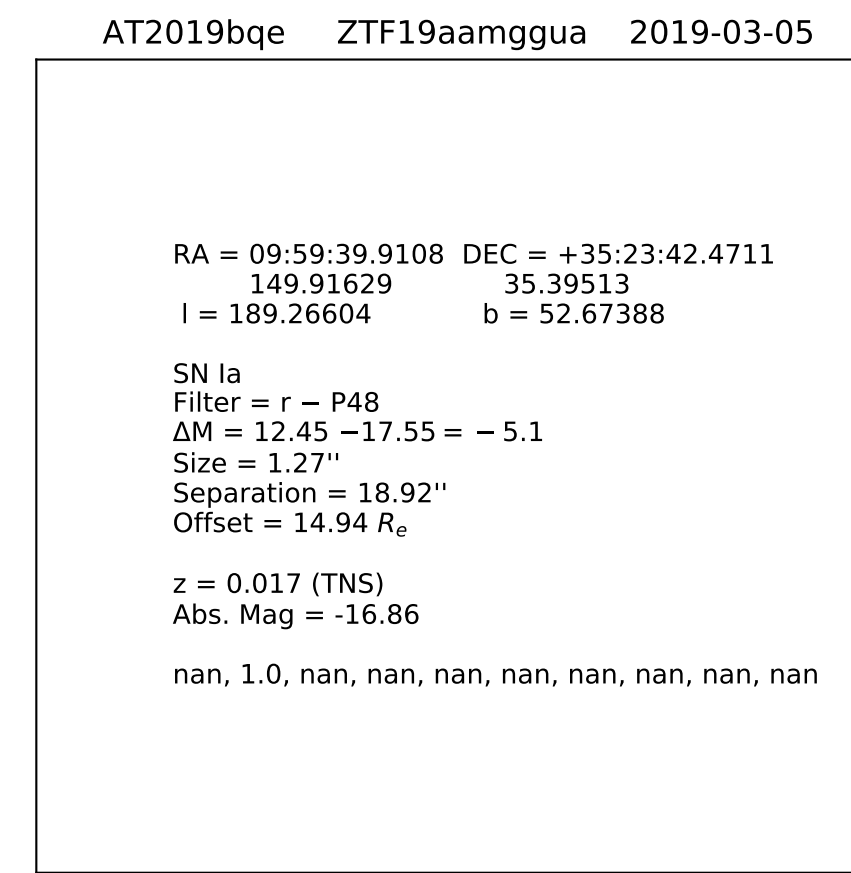 AT2019bqe ZTF19aamggua 2019-03-05
RA = 09:59:39.9108 DEC = +35:23:42.4711
149.91629 35.39513
l = 189.26604 b = 52.67388
SN Ia
Filter = r − P48
ΔM = 12.45 −17.55 = − 5.1
Size = 1.27''
Separation = 18.92''
Offset = 14.94 Re
z = 0.017 (TNS)
Abs. Mag = -16.86
nan, 1.0, nan, nan, nan, nan, nan, nan, nan, nan